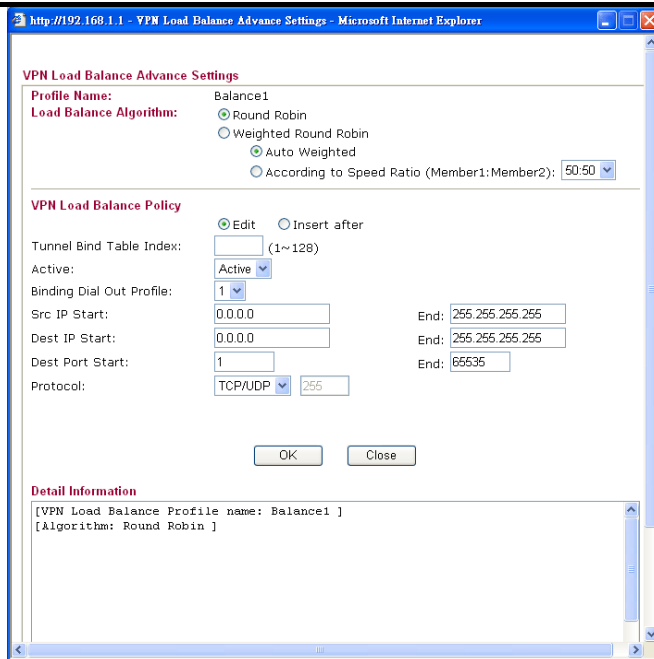 http://192.168.1.1 - VPN Load Balance Advance Settings - Microsoft Internet Explorer
VPN Load Balance Advance Settings
Profile Name: Balance1
Load Balance Algorithm: Round Robin
Weighted Round Robin
Auto Weighted
According to Speed Ratio (Member1:Member2): 50:50
VPN Load Balance Policy
Edit Insert after
Tunnel Bind Table Index: (1~128)
Active: Active
Binding Dial Out Profile: 1
Src IP Start: 0.0.0.0 End: 255.255.255.255
Dest IP Start: 0.0.0.0 End: 255.255.255.255
Dest Port Start: 1 End: 65535
Protocol: TCP/UDP 255
OK Close
Detail Information
[VPN Load Balance Profile name: Balance1 ]
[Algorithm: Round Robin ]